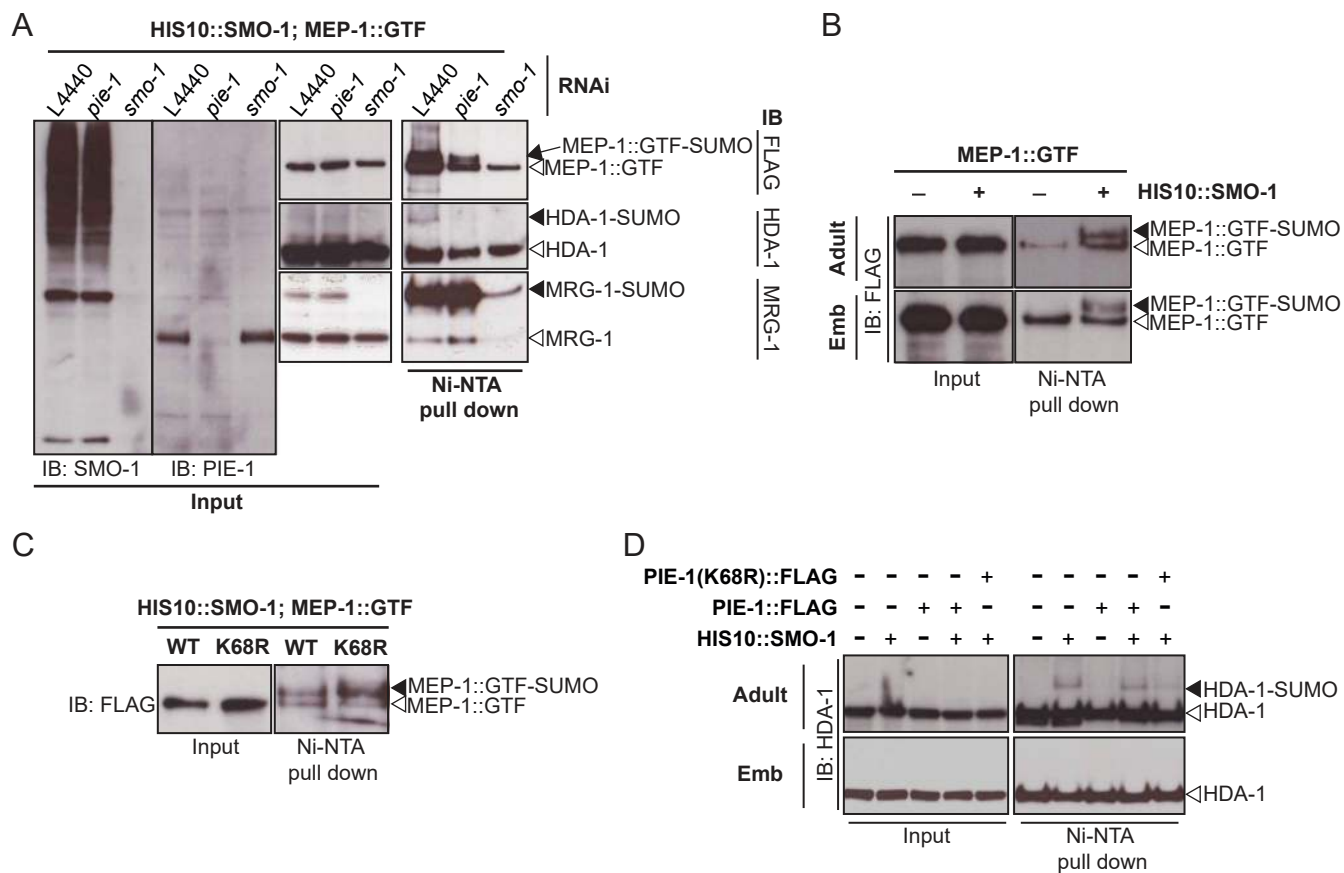 A
HIS10::SMO-1; MEP-1::GTF
L4440 pie-1 smo-1 L4440 pie-1 smo-1 L4440 pie-1 smo-1 L4440 pie-1 smo-1
RNAi
IB
FLAG
HDA-1
MRG-1
MEP-1::GTF-SUMO
MEP-1::GTF
HDA-1-SUMO
HDA-1
MRG-1-SUMO
MRG-1
Ni-NTA
pull down
IB: SMO-1 IB: PIE-1
Input
B
MEP-1::GTF
– + – + HIS10::SMO-1
Adult
Emb
IB: FLAG
MEP-1::GTF-SUMO
MEP-1::GTF
MEP-1::GTF-SUMO
MEP-1::GTF
Input Ni-NTA
pull down
C
HIS10::SMO-1; MEP-1::GTF
WT K68R WT K68R
IB: FLAG
MEP-1::GTF-SUMO
MEP-1::GTF
Input Ni-NTA
pull down
D
PIE-1(K68R)::FLAG - - - - + - - - - +
PIE-1::FLAG - - + + - - - + + -
HIS10::SMO-1 - + - + + - + - + +
Adult
Emb
IB: HDA-1
HDA-1-SUMO
HDA-1
HDA-1
Input Ni-NTA
pull down